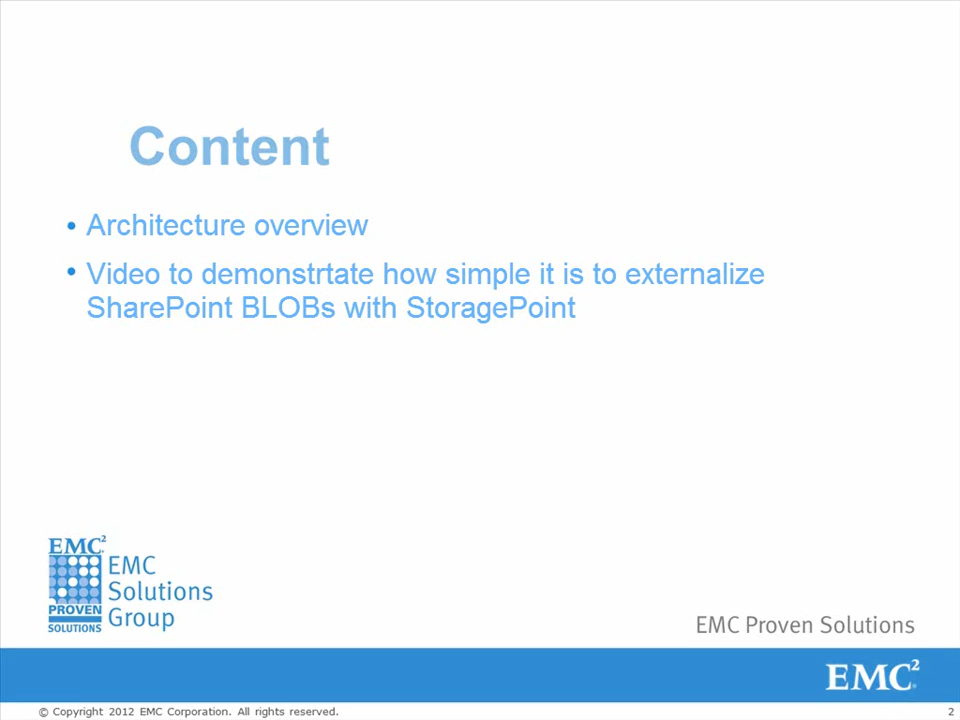 Content
• Architecture overview
• Video to demonstrtate how simple it is to externalize
SharePoint BLOBs with StoragePoint
EMC²
PROVEN
SOLUTIONS
EMC
Solutions
Group
EMC Proven Solutions
EMC²
© Copyright 2012 EMC Corporation. All rights reserved.
2